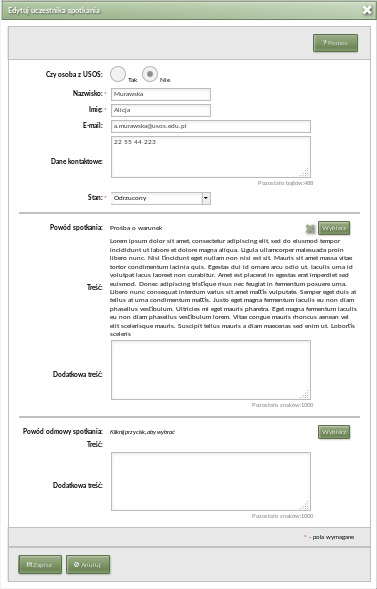 Edytuj uczestnika spotkania
? Pomoc
Czy osoba z USOS: Tak Nie
Nazwisko: * Murawska
Imię: * Alicja
E-mail: a.murawska@usos.edu.pl
22 55 44 223
Dane kontaktowe:
Pozostało bajtów:488
Stan: * Odrzucony
Powód spotkania: Prośba o warunek Wybierz
Lorem ipsum dolor sit amet, consectetur adipiscing elit, sed do eiusmod tempor
incididunt ut labore et dolore magna aliqua. Ligula ullamcorper malesuada proin
libero nunc. Nisl tincidunt eget nullam non nisi est sit. Mauris sit amet massa vitae
tortor condimentum lacinia quis. Egestas dui id ornare arcu odio ut. Iaculis urna id
volutpat lacus laoreet non curabitur. Amet est placerat in egestas erat imperdiet sed
Treść: euismod. Donec adipiscing tristique risus nec feugiat in fermentum posuere urna.
Libero nunc consequat interdum varius sit amet mattis vulputate. Semper eget duis at
tellus at urna condimentum mattis. Justo eget magna fermentum iaculis eu non diam
phasellus vestibulum. Ultricies mi eget mauris pharetra. Eget magna fermentum iaculis
eu non diam phasellus vestibulum lorem. Vitae congue mauris rhoncus aenean vel
elit scelerisque mauris. Suscipit tellus mauris a diam maecenas sed enim ut. Lobortis
sceleris
Dodatkowa treść:
Pozostało znaków:1000
Powód odmowy spotkania: Kliknij przycisk, aby wybrać Wybierz
Treść:
Dodatkowa treść:
Pozostało znaków:1000
* - pola wymagane
Zapisz Anuluj